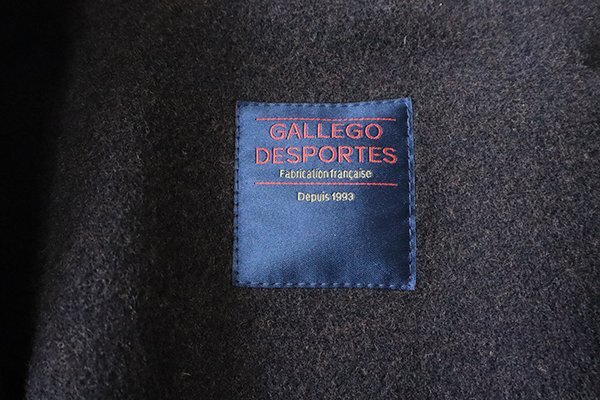 GALLEGO
DESPORTES
Fabrication française
Depuis 1993